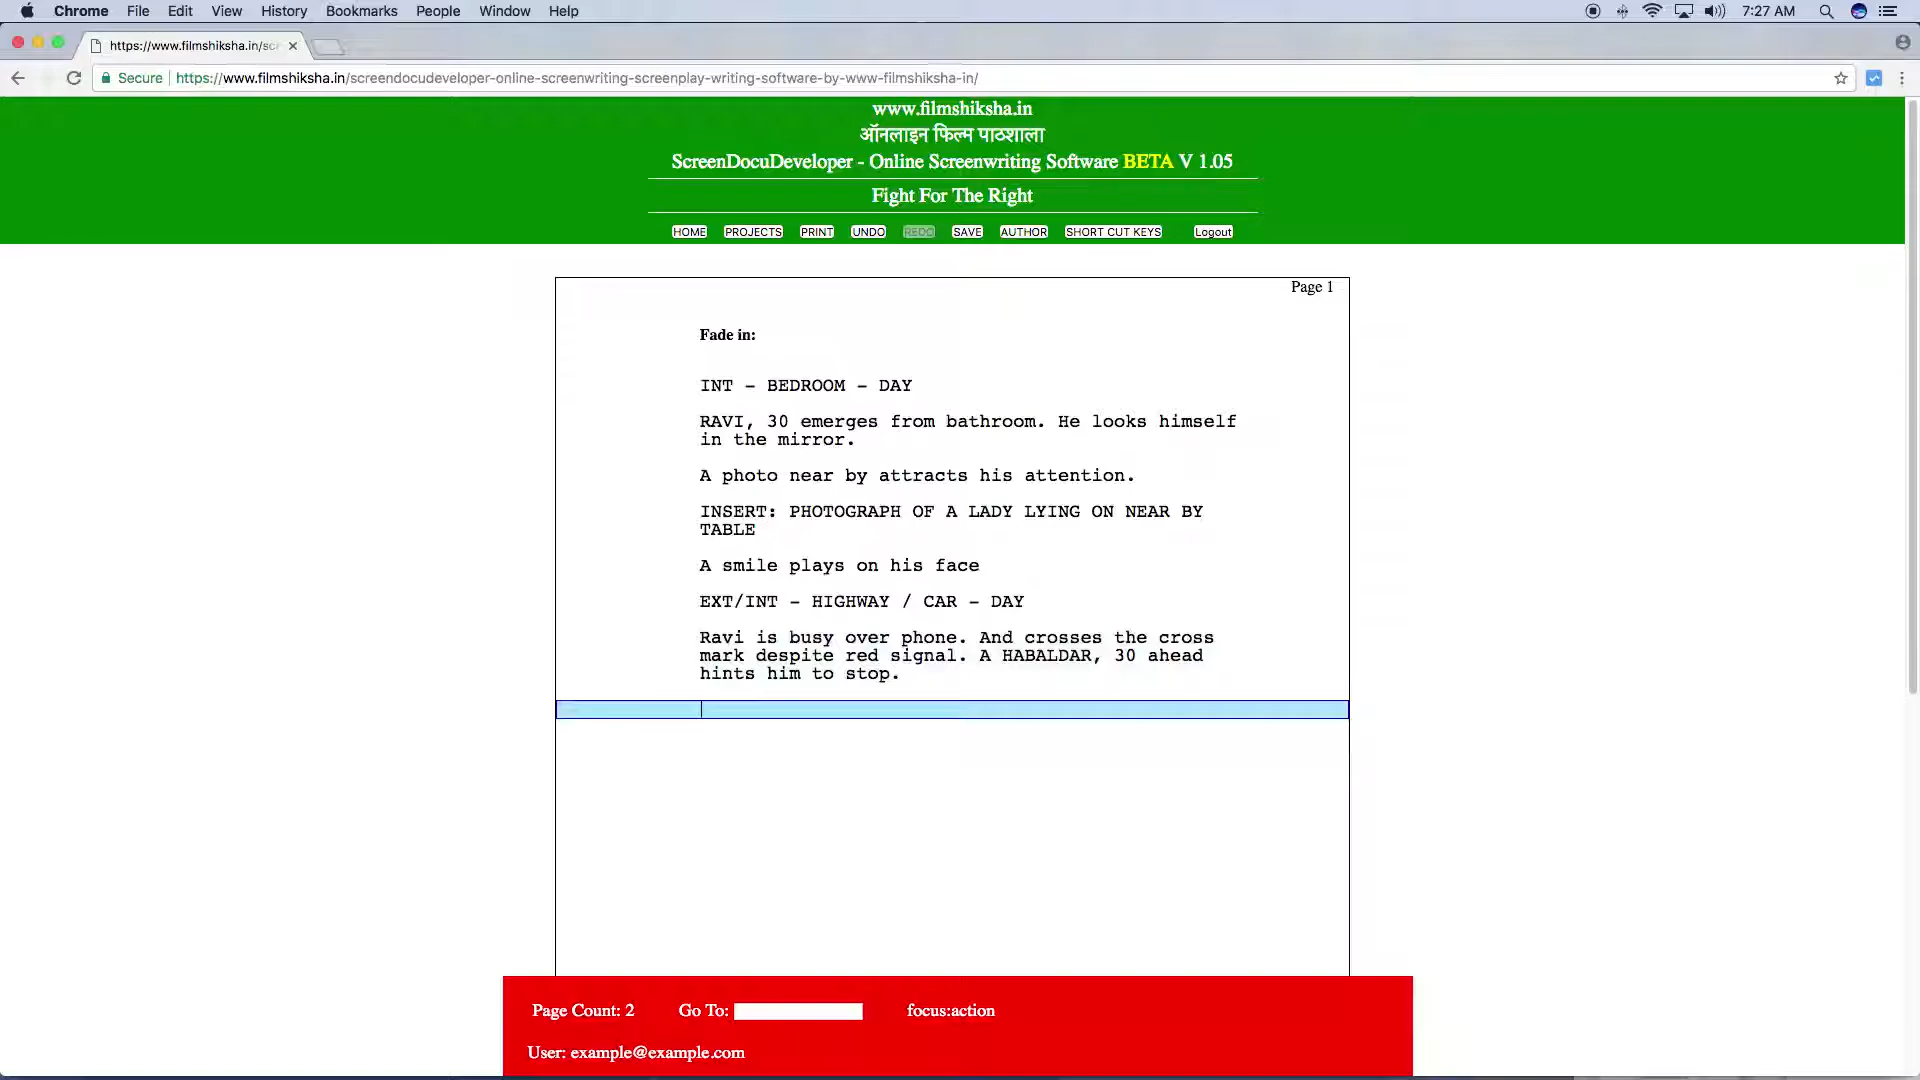 Chrome File Edit View History Bookmarks People Window Help 7:27 AM
https://www.filmshiksha.in/scr
Secure https://www.filmshiksha.in/screendocudeveloper-online-screenwriting-screenplay-writing-software-by-www-filmshiksha-in/
www.filmshiksha.in
ऑनलाइन फिल्म पाठशाला
ScreenDocuDeveloper - Online Screenwriting Software BETA V 1.05
Fight For The Right
HOME PROJECTS PRINT UNDO REDO SAVE AUTHOR SHORT CUT KEYS Logout
Page 1
Fade in:
INT - BEDROOM - DAY
RAVI, 30 emerges from bathroom. He looks himself
in the mirror.
A photo near by attracts his attention.
INSERT: PHOTOGRAPH OF A LADY LYING ON NEAR BY
TABLE
A smile plays on his face
EXT/INT - HIGHWAY / CAR - DAY
Ravi is busy over phone. And crosses the cross
mark despite red signal. A HABALDAR, 30 ahead
hints him to stop.
Page Count: 2 Go To: focus:action
User: example@example.com